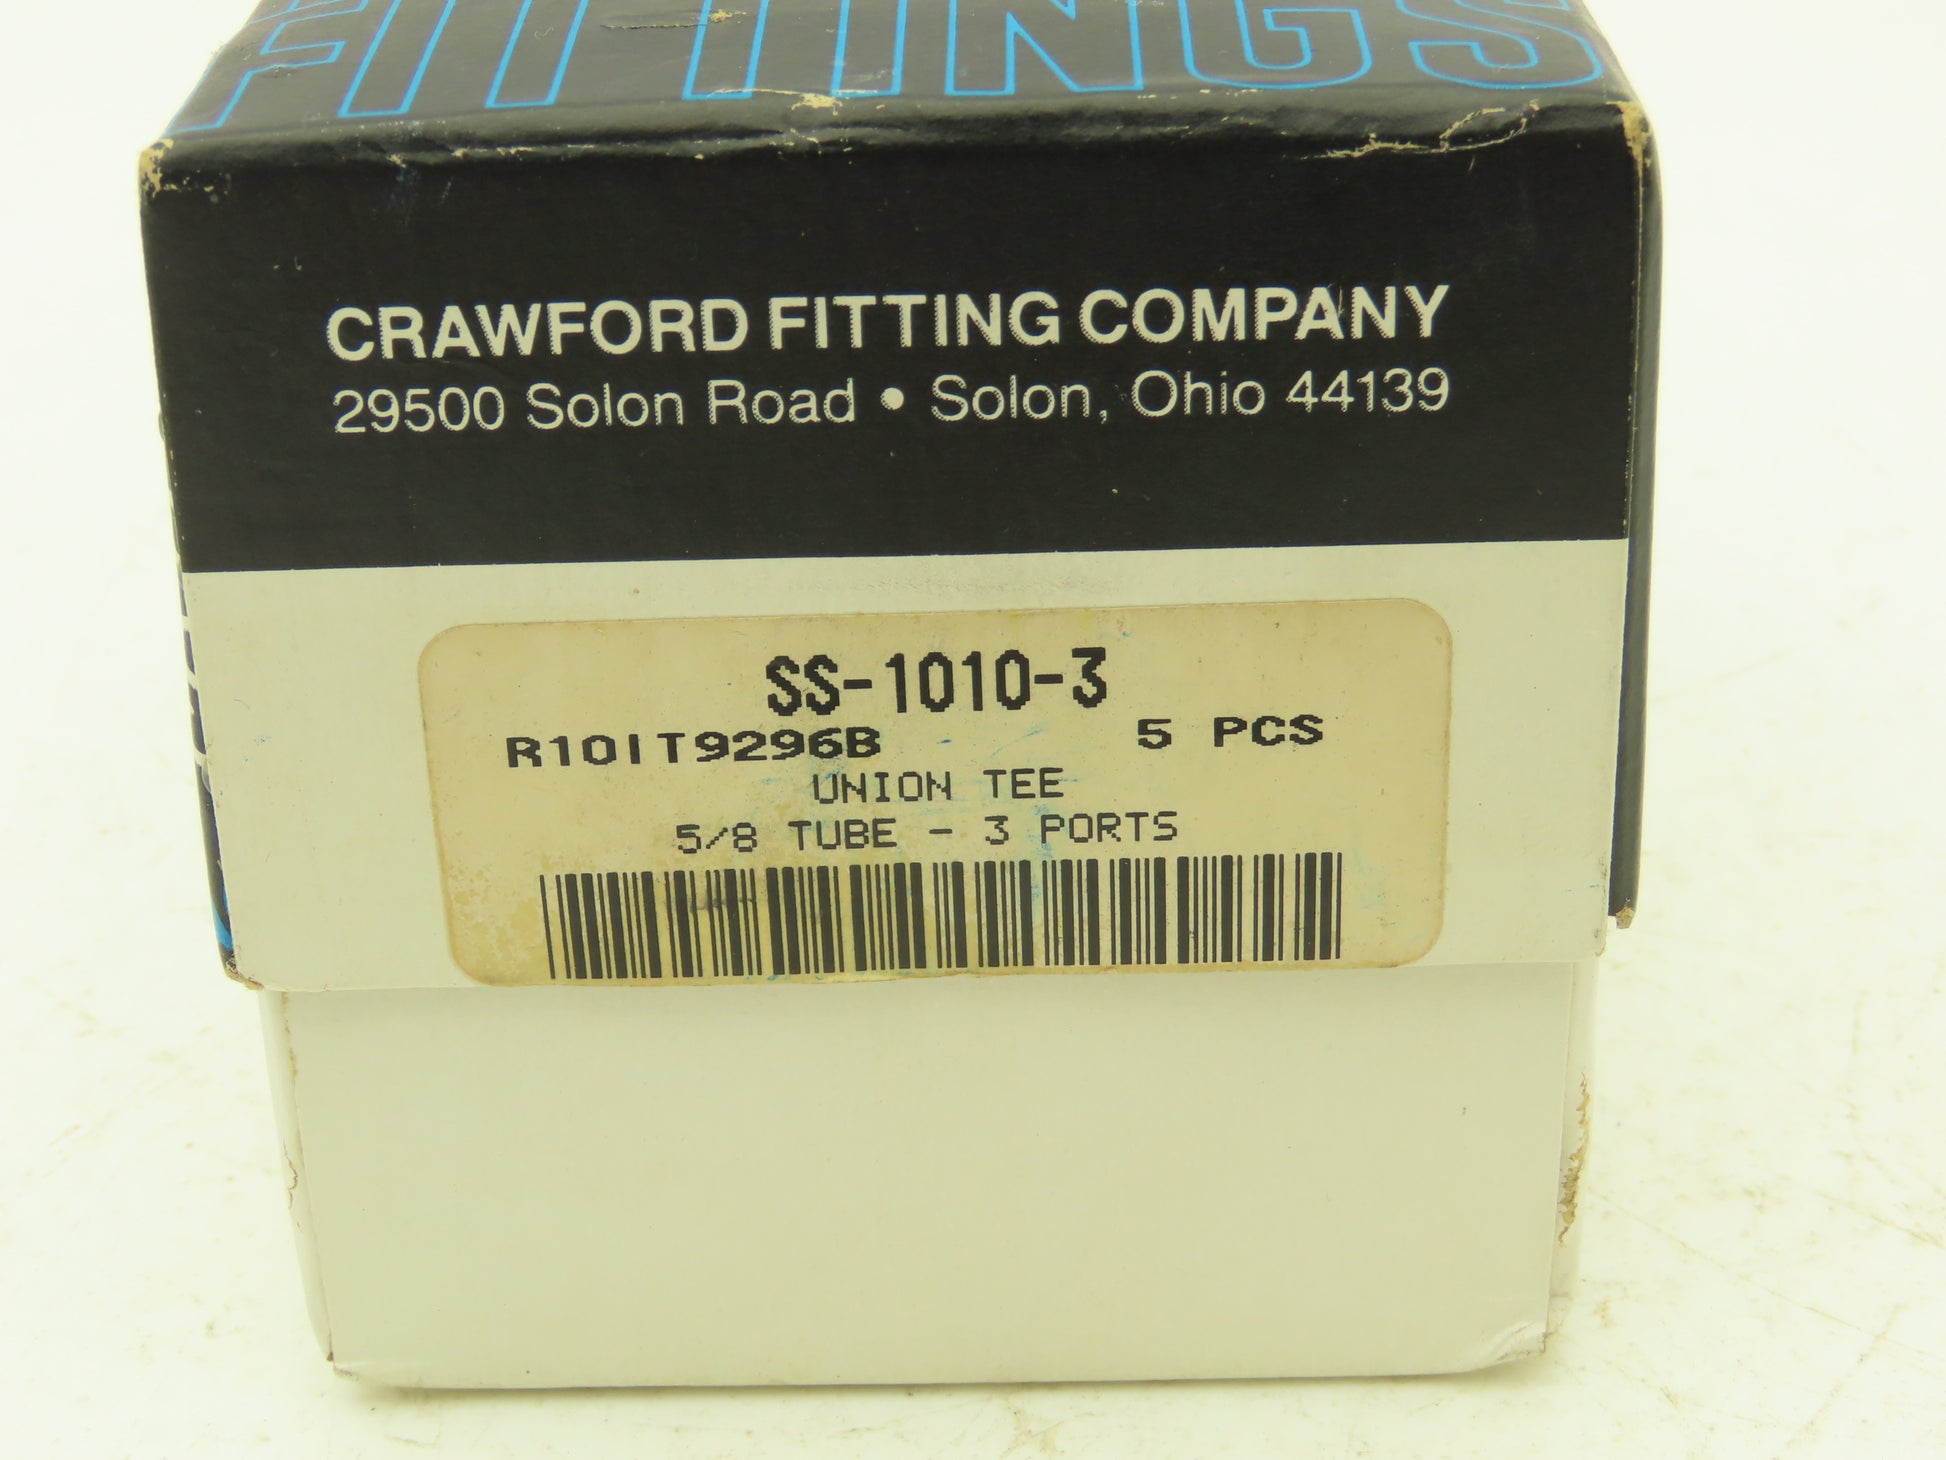 FITTINGS
CRAWFORD FITTING COMPANY
29500 Solon Road • Solon, Ohio 44139
SS-1010-3
R10IT9296B 5 PCS
UNION TEE
5/8 TUBE - 3 PORTS